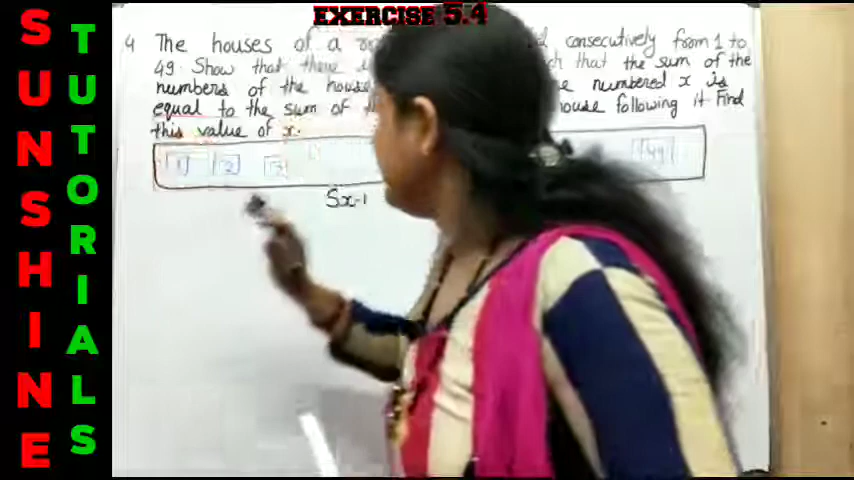 EXERCISE 5.4
SUNSHINE
TUTORIALS
4 The houses of a consecutively from 1 to
49. Show that there that the sum of the
numbers of the house numbered x is
equal to the sum of house following it. Find
this value of x.
1 2 3 49
Sx-1